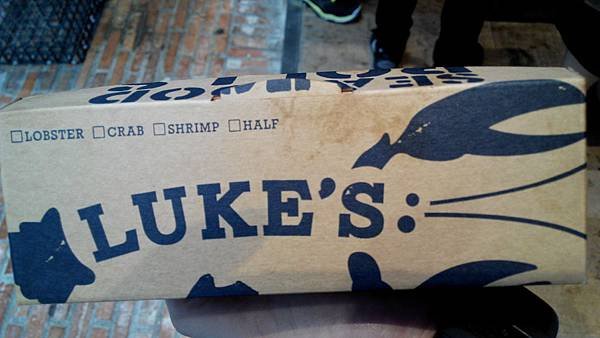 ☐LOBSTER ☐CRAB ☐SHRIMP ☐HALF
LUKE'S